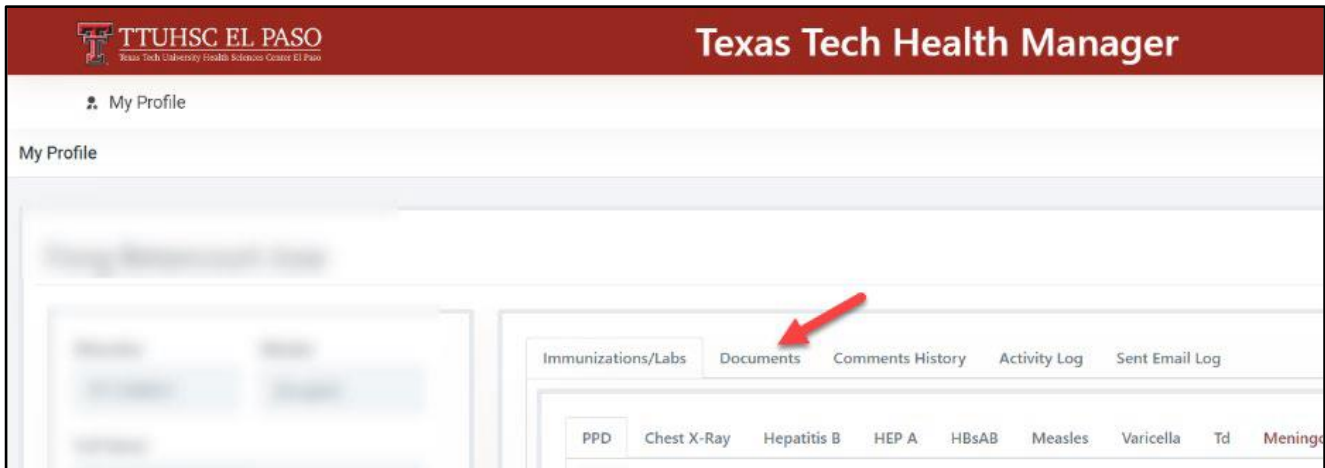 TTUHSC EL PASO
Texas Tech University Health Sciences Center El Paso
Texas Tech Health Manager
My Profile
My Profile
Immunizations/Labs Documents Comments History Activity Log Sent Email Log
PPD Chest X-Ray Hepatitis B HEP A HBsAB Measles Varicella Td Meningo